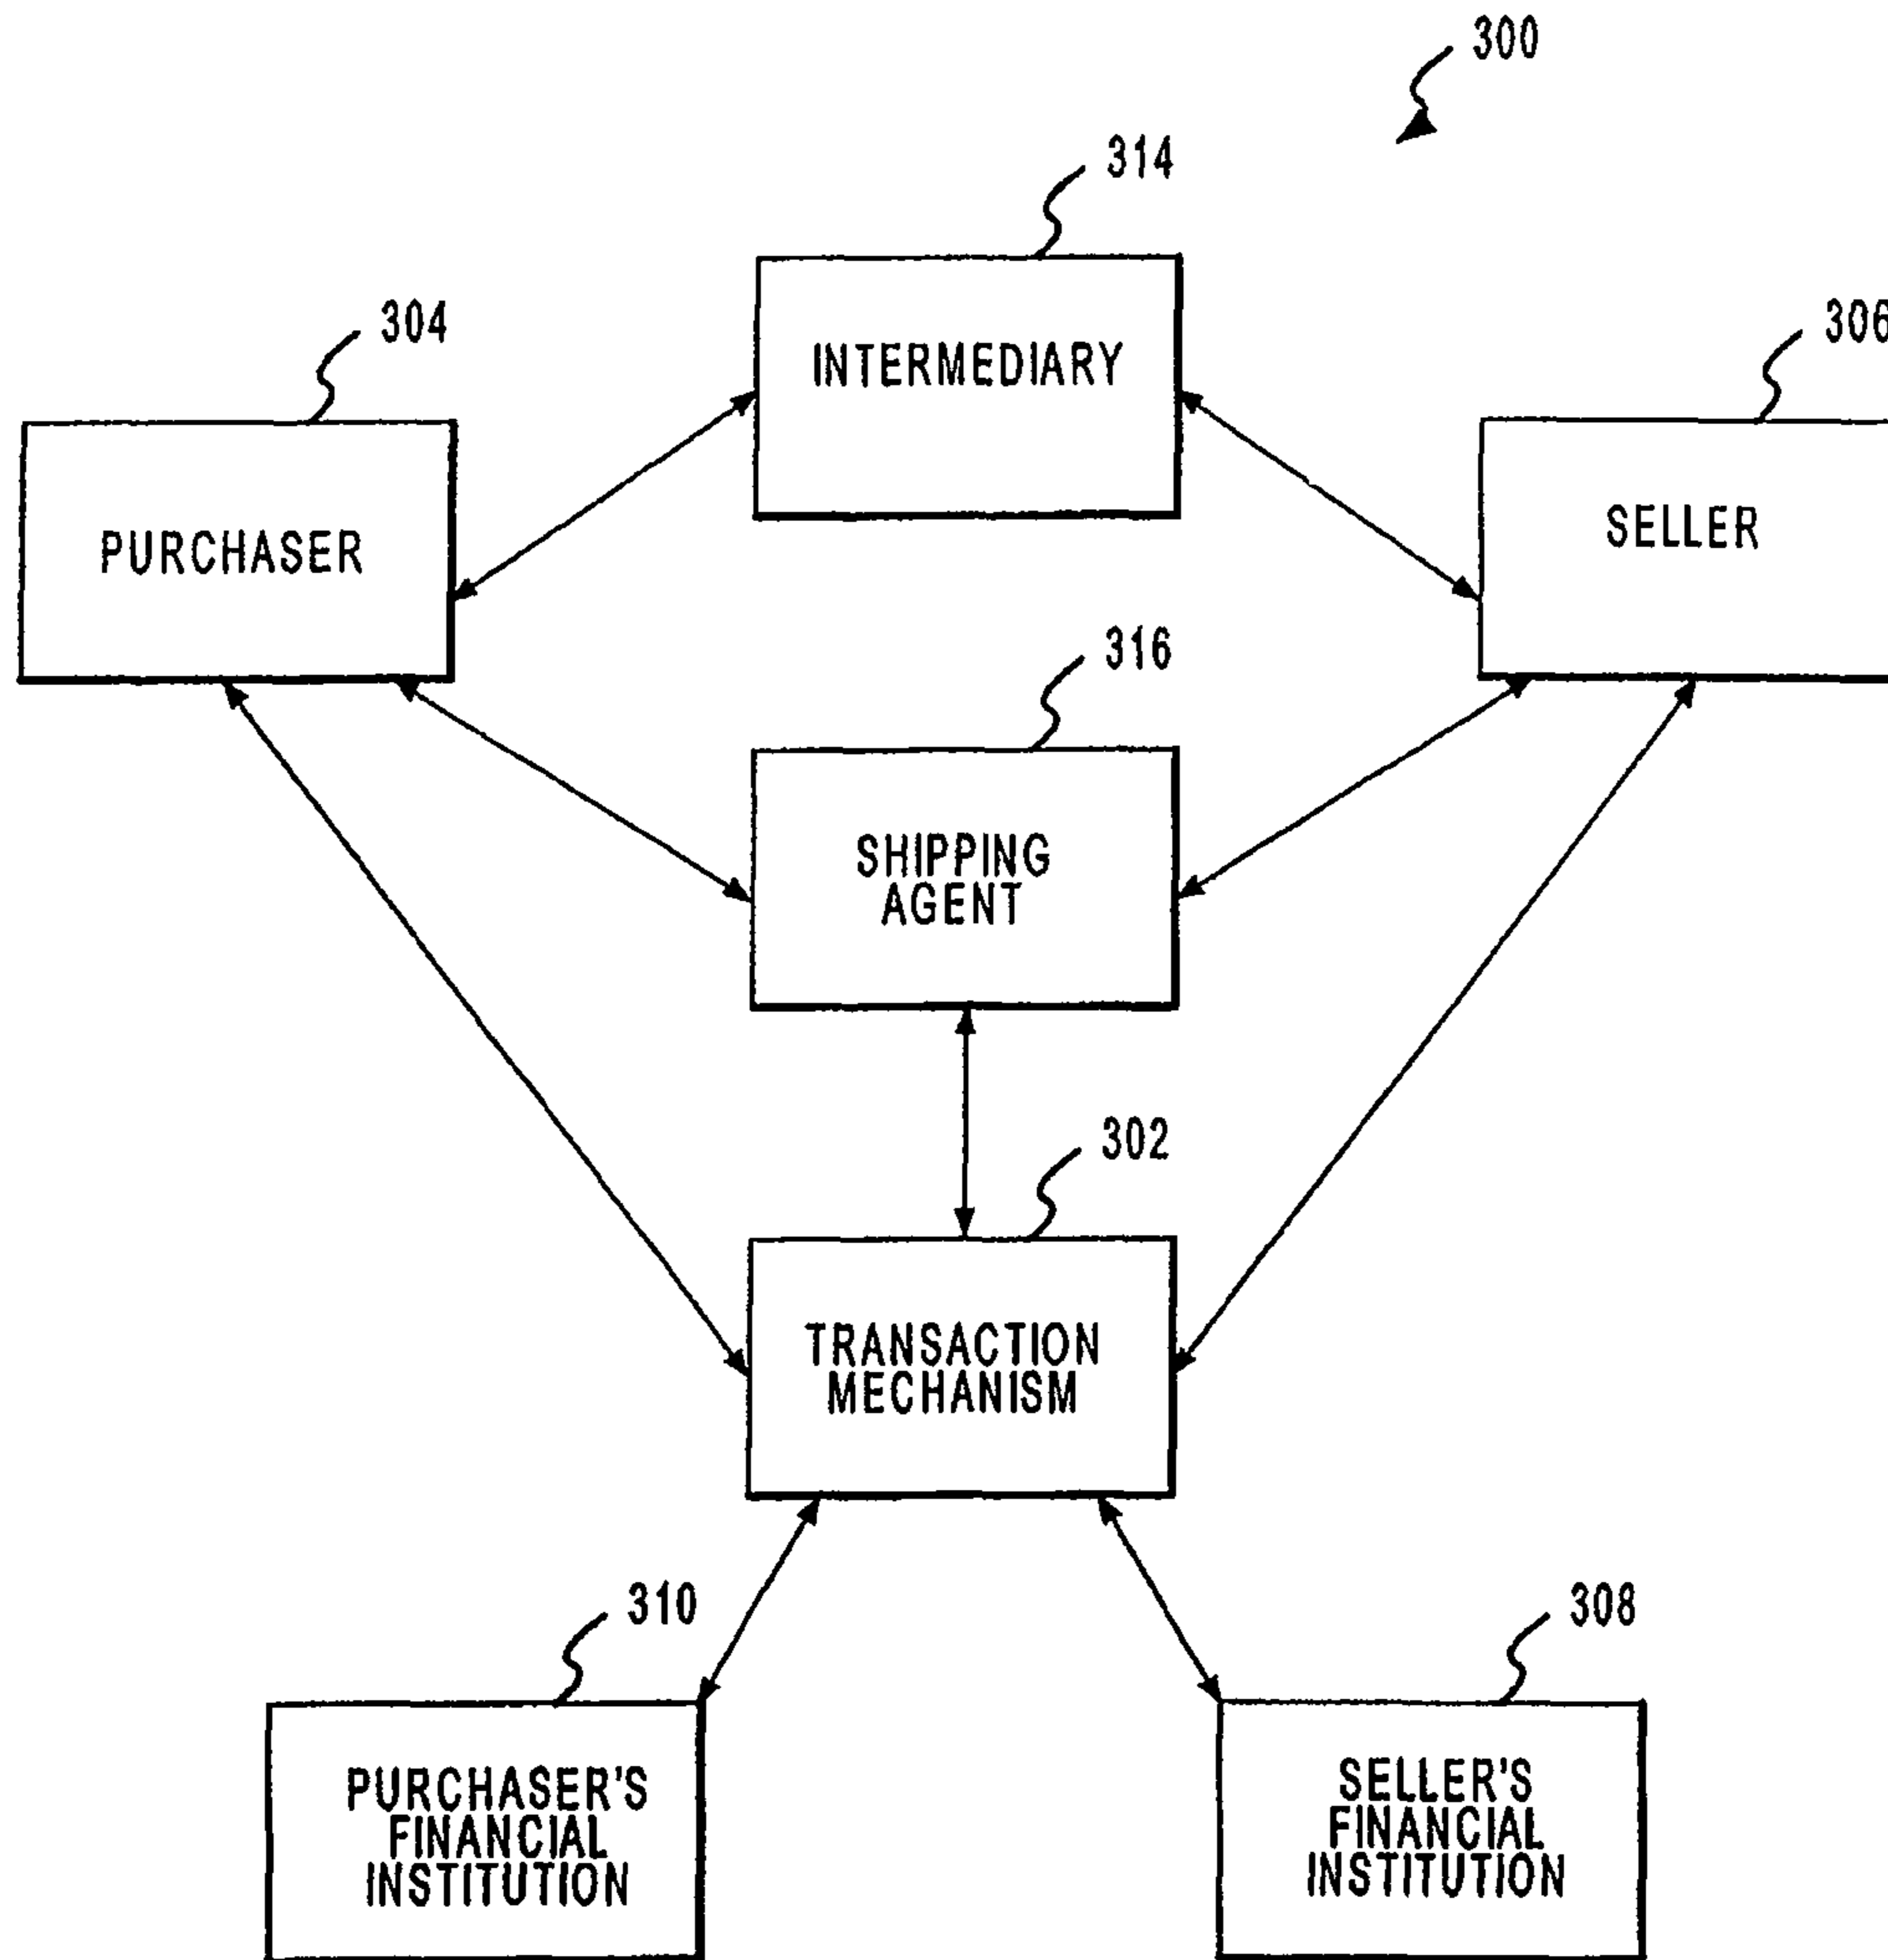 300
314
304
306
INTERMEDIARY
PURCHASER
SELLER
316
SHIPPING
AGENT
302
TRANSACTION
MECHANISM
310
308
PURCHASER'S
FINANCIAL
INSTITUTION
SELLER'S
FINANCIAL
INSTITUTION